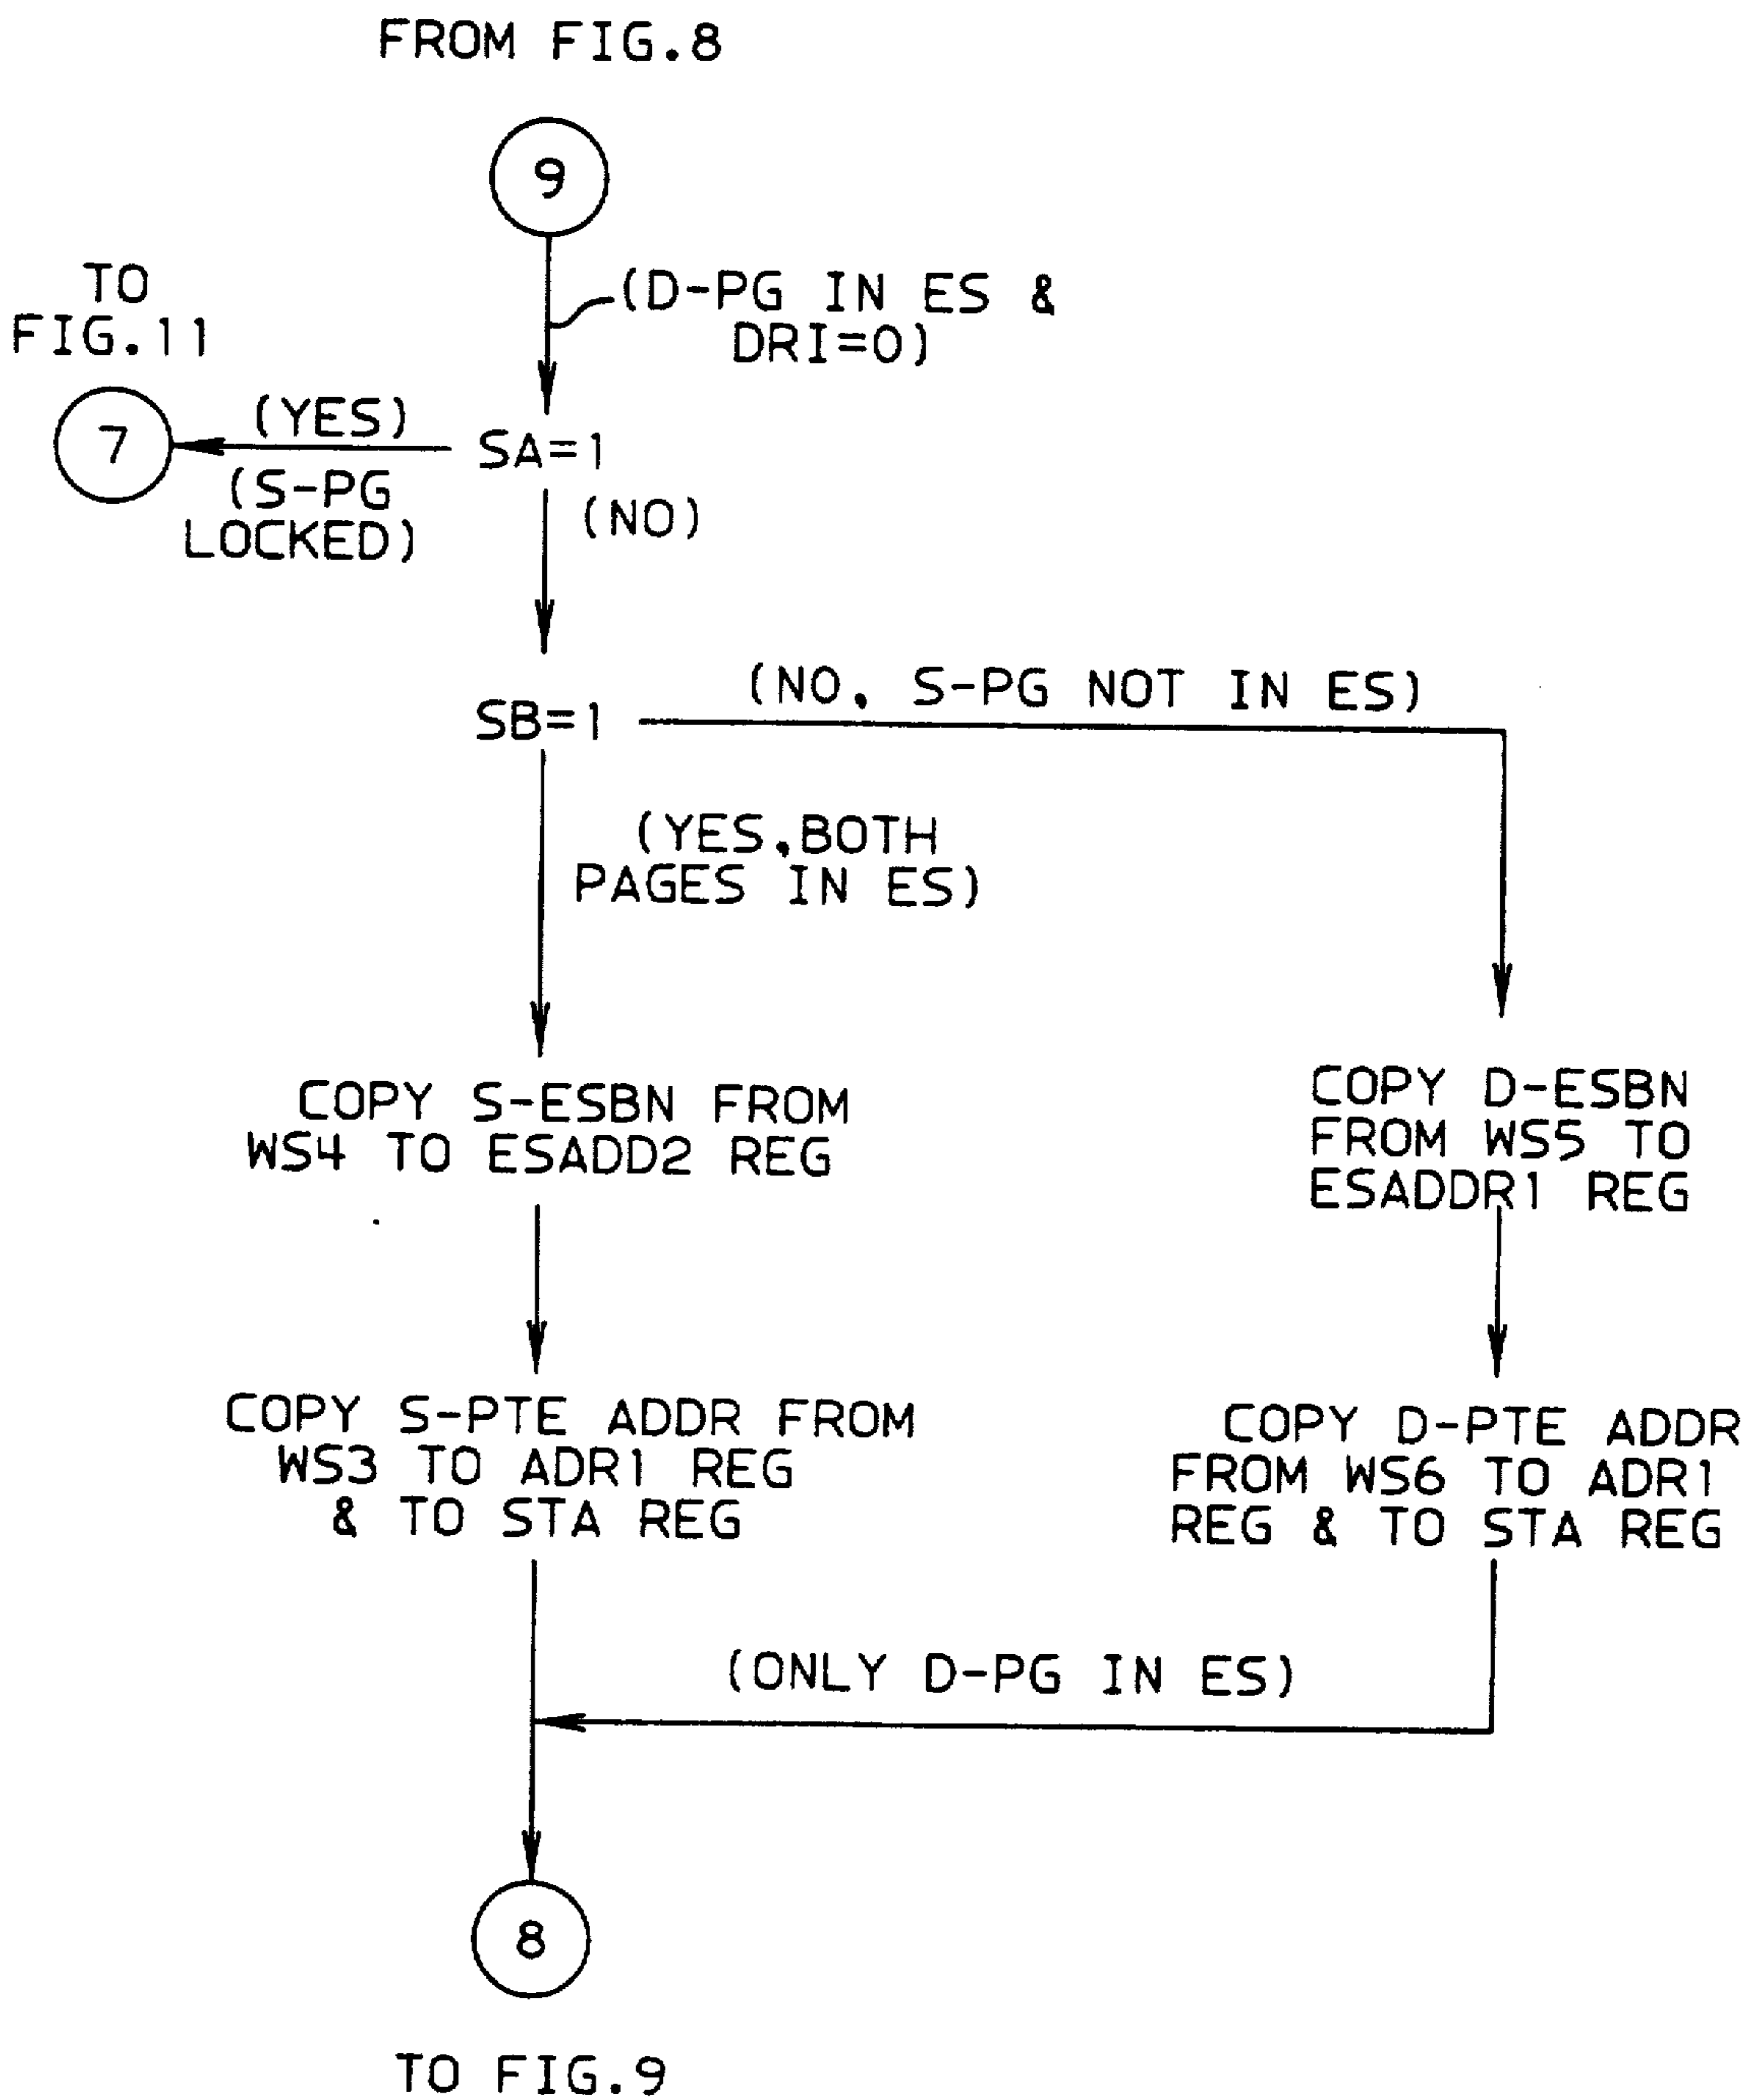 FROM FIG.8
9
(D-PG IN ES &
DRI=0)
TO
FIG.11
7
(YES)
(S-PG
LOCKED)
SA=1
(NO)
SB=1
(NO, S-PG NOT IN ES)
(YES,BOTH
PAGES IN ES)
COPY S-ESBN FROM
WS4 TO ESADD2 REG
COPY D-ESBN
FROM WS5 TO
ESADDR1 REG
COPY S-PTE ADDR FROM
WS3 TO ADR1 REG
& TO STA REG
COPY D-PTE ADDR
FROM WS6 TO ADR1
REG & TO STA REG
(ONLY D-PG IN ES)
8
TO FIG.9